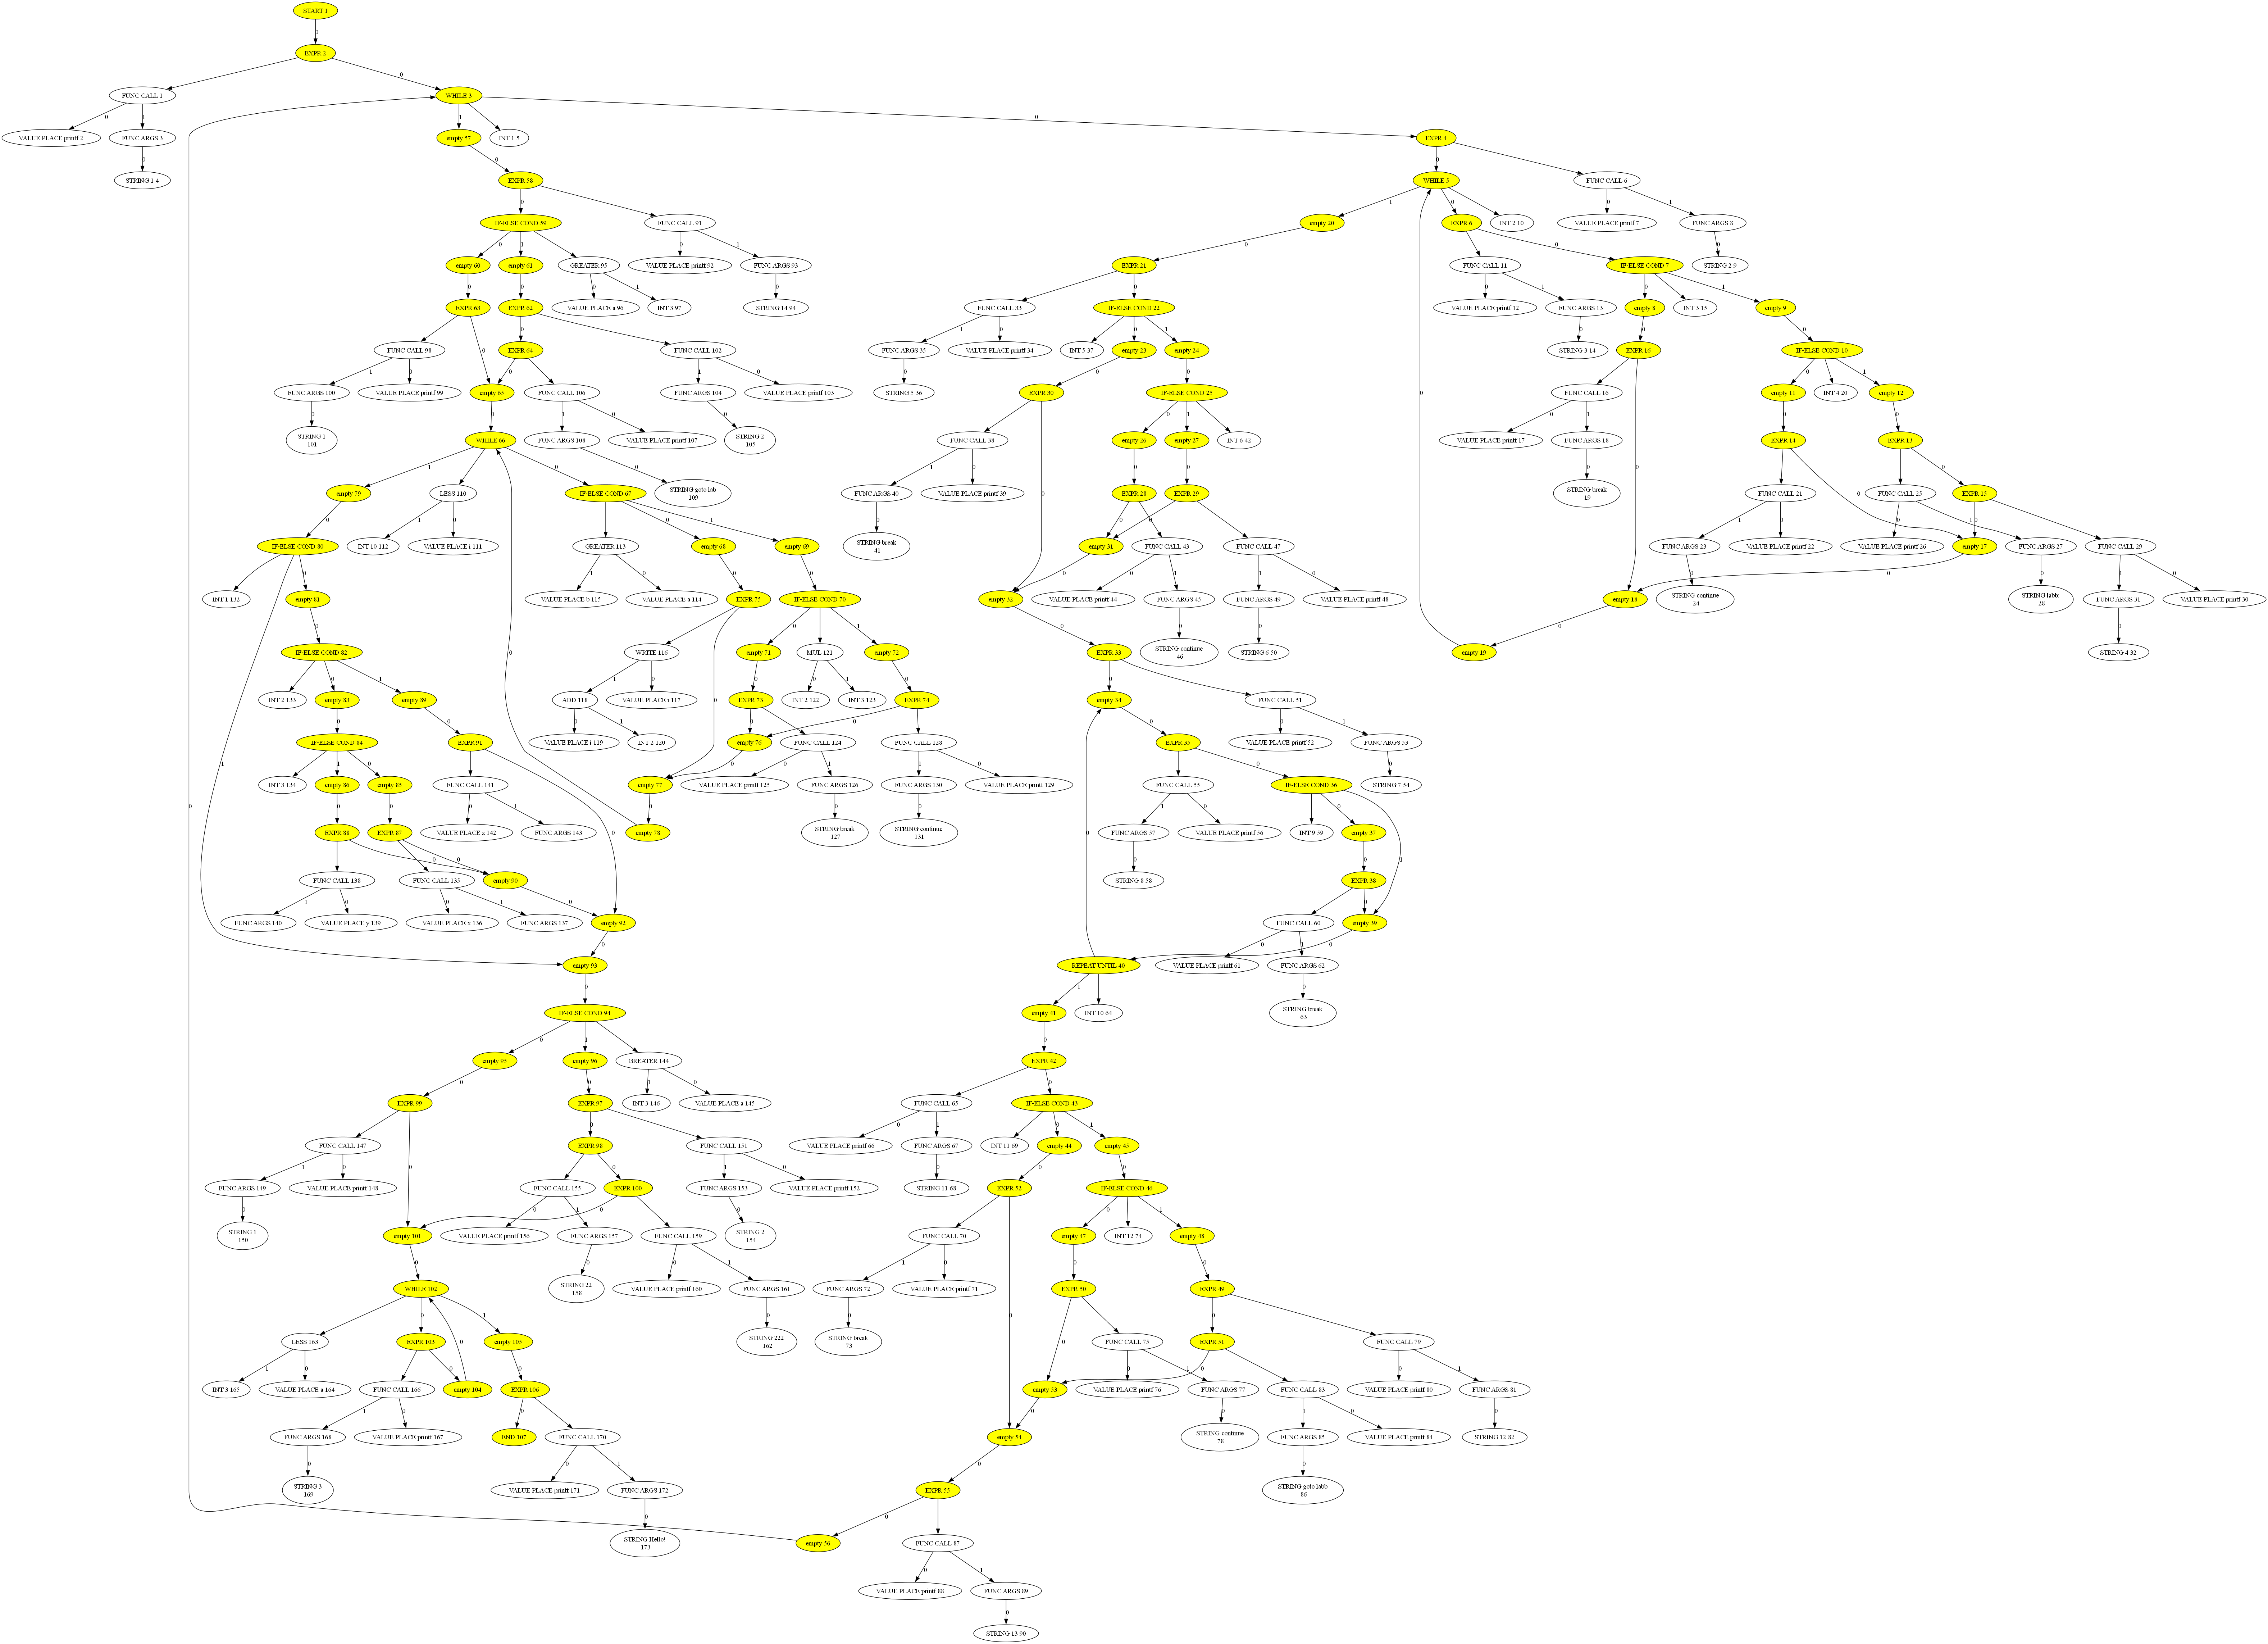 START 1
0
EXPR 2
0
FUNC CALL 1 WHILE 3
0 1 1 0
VALUE PLACE printf 2 FUNC ARGS 3 empty 57 INT 1 5 EXPR 4
0 0 0
STRING 1 4 EXPR 58 WHILE 5 FUNC CALL 6
0 1 0 0 1
IF-ELSE COND 59 FUNC CALL 91 empty 20 EXPR 6 INT 2 10 VALUE PLACE printf 7 FUNC ARGS 8
0 1 0 1 0 0 0
empty 60 empty 61 GREATER 95 VALUE PLACE printf 92 FUNC ARGS 93 EXPR 21 FUNC CALL 11 IF-ELSE COND 7 STRING 2 9
0 0 0 1 0 0 0 1 0 1
EXPR 63 EXPR 62 VALUE PLACE a 96 INT 3 97 STRING 14 94 FUNC CALL 33 IF-ELSE COND 22 VALUE PLACE printf 12 FUNC ARGS 13 empty 8 INT 3 15 empty 9
0 0 1 0 0 1 0 0 0
FUNC CALL 98 EXPR 64 FUNC CALL 102 FUNC ARGS 35 VALUE PLACE printf 34 INT 5 37 empty 23 empty 24 STRING 3 14 EXPR 16 IF-ELSE COND 10
1 0 0 1 0 0 0 0 0 1
FUNC ARGS 100 VALUE PLACE printf 99 empty 65 FUNC CALL 106 FUNC ARGS 104 VALUE PLACE printf 103 STRING 5 36 EXPR 30 IF-ELSE COND 25 FUNC CALL 16 empty 11 INT 4 20 empty 12
0 0 1 0 0 0 1 0 1 0 0
STRING 1
101
WHILE 66 FUNC ARGS 108 VALUE PLACE printf 107
STRING 2
105
FUNC CALL 38 empty 26 empty 27 INT 6 42 VALUE PLACE printf 17 FUNC ARGS 18 EXPR 14 EXPR 13
1 0 0 1 0 0 0 0 0 0
empty 79 LESS 110 IF-ELSE COND 67
STRING goto lab
109
FUNC ARGS 40 VALUE PLACE printf 39 EXPR 28 EXPR 29
STRING break
19
FUNC CALL 21 FUNC CALL 25 EXPR 15
0 1 0 0 1 0 0 0 0 1 0 0 1 0
IF-ELSE COND 80 INT 10 112 VALUE PLACE i 111 GREATER 113 empty 68 empty 69
STRING break
41
empty 31 FUNC CALL 43 FUNC CALL 47 FUNC ARGS 23 VALUE PLACE printf 22 VALUE PLACE printf 26 empty 17 FUNC ARGS 27 FUNC CALL 29
0 1 0 0 0 0 0 1 1 0 0 0 0 1 0
INT 1 132 empty 81 VALUE PLACE b 115 VALUE PLACE a 114 EXPR 75 IF-ELSE COND 70 empty 32 VALUE PLACE printf 44 FUNC ARGS 45 FUNC ARGS 49 VALUE PLACE printf 48 empty 18
STRING continue
24
STRING labb:
28
FUNC ARGS 31 VALUE PLACE printf 30
0 0 1 0 0 0 0 0
IF-ELSE COND 82 WRITE 116 empty 71 MUL 121 empty 72 EXPR 33
STRING continue
46
STRING 6 50 empty 19 STRING 4 32
0 1 1 0 0 0 1 0 0
INT 2 133 empty 83 empty 89 ADD 118 VALUE PLACE i 117 EXPR 73 INT 2 122 INT 3 123 EXPR 74 empty 34 FUNC CALL 51
0 0 0 1 0 0 0 0 1
IF-ELSE COND 84 EXPR 91 VALUE PLACE i 119 INT 2 120 empty 76 FUNC CALL 124 FUNC CALL 128 EXPR 35 VALUE PLACE printf 52 FUNC ARGS 53
1 0 0 0 1 1 0 0 0
INT 3 134 empty 86 empty 85 FUNC CALL 141 empty 77 VALUE PLACE printf 125 FUNC ARGS 126 FUNC ARGS 130 VALUE PLACE printf 129 FUNC CALL 55 IF-ELSE COND 36 STRING 7 54
0 0 0 1 0 0 0 1 0 0
EXPR 88 EXPR 87 VALUE PLACE z 142 FUNC ARGS 143 empty 78
STRING break
127
STRING continue
131
FUNC ARGS 57 VALUE PLACE printf 56 INT 9 59 empty 37
0 0 0 0 1
FUNC CALL 138 FUNC CALL 135 empty 90 STRING 8 58 EXPR 38
1 0 0 1 0 0
FUNC ARGS 140 VALUE PLACE y 139 VALUE PLACE x 136 FUNC ARGS 137 empty 92 FUNC CALL 60 empty 39
0 0 1 0
empty 93 REPEAT UNTIL 40 VALUE PLACE printf 61 FUNC ARGS 62
0 1 0
IF-ELSE COND 94 empty 41 INT 10 64
STRING break
63
0 1 0
empty 95 empty 96 GREATER 144 EXPR 42
0 0 1 0 0
EXPR 99 EXPR 97 INT 3 146 VALUE PLACE a 145 FUNC CALL 65 IF-ELSE COND 43
0 0 1 0 1
FUNC CALL 147 EXPR 98 FUNC CALL 151 VALUE PLACE printf 66 FUNC ARGS 67 INT 11 69 empty 44 empty 45
1 0 0 0 1 0 0 0 0
FUNC ARGS 149 VALUE PLACE printf 148 FUNC CALL 155 EXPR 100 FUNC ARGS 153 VALUE PLACE printf 152 STRING 11 68 EXPR 52 IF-ELSE COND 46
0 0 1 0 0 0 1
STRING 1
150
empty 101 VALUE PLACE printf 156 FUNC ARGS 157 FUNC CALL 159
STRING 2
154
FUNC CALL 70 empty 47 INT 12 74 empty 48
0 0 0 1 1 0 0 0
WHILE 102
STRING 22
158
VALUE PLACE printf 160 FUNC ARGS 161 FUNC ARGS 72 VALUE PLACE printf 71 EXPR 50 EXPR 49
0 0 1 0 0 0 0 0
LESS 163 EXPR 103 empty 105
STRING 222
162
STRING break
73
FUNC CALL 75 EXPR 51 FUNC CALL 79
1 0 0 0 0 1 0 0 1
INT 3 165 VALUE PLACE a 164 FUNC CALL 166 empty 104 EXPR 106 empty 53 VALUE PLACE printf 76 FUNC ARGS 77 FUNC CALL 83 VALUE PLACE printf 80 FUNC ARGS 81
1 0 0 0 0 1 0 0
FUNC ARGS 168 VALUE PLACE printf 167 END 107 FUNC CALL 170 empty 54
STRING continue
78
FUNC ARGS 85 VALUE PLACE printf 84 STRING 12 82
0 0 1 0 0
STRING 3
169
VALUE PLACE printf 171 FUNC ARGS 172 EXPR 55
STRING goto labb
86
0 0
STRING Hello!
173
empty 56 FUNC CALL 87
0 1
VALUE PLACE printf 88 FUNC ARGS 89
0
STRING 13 90